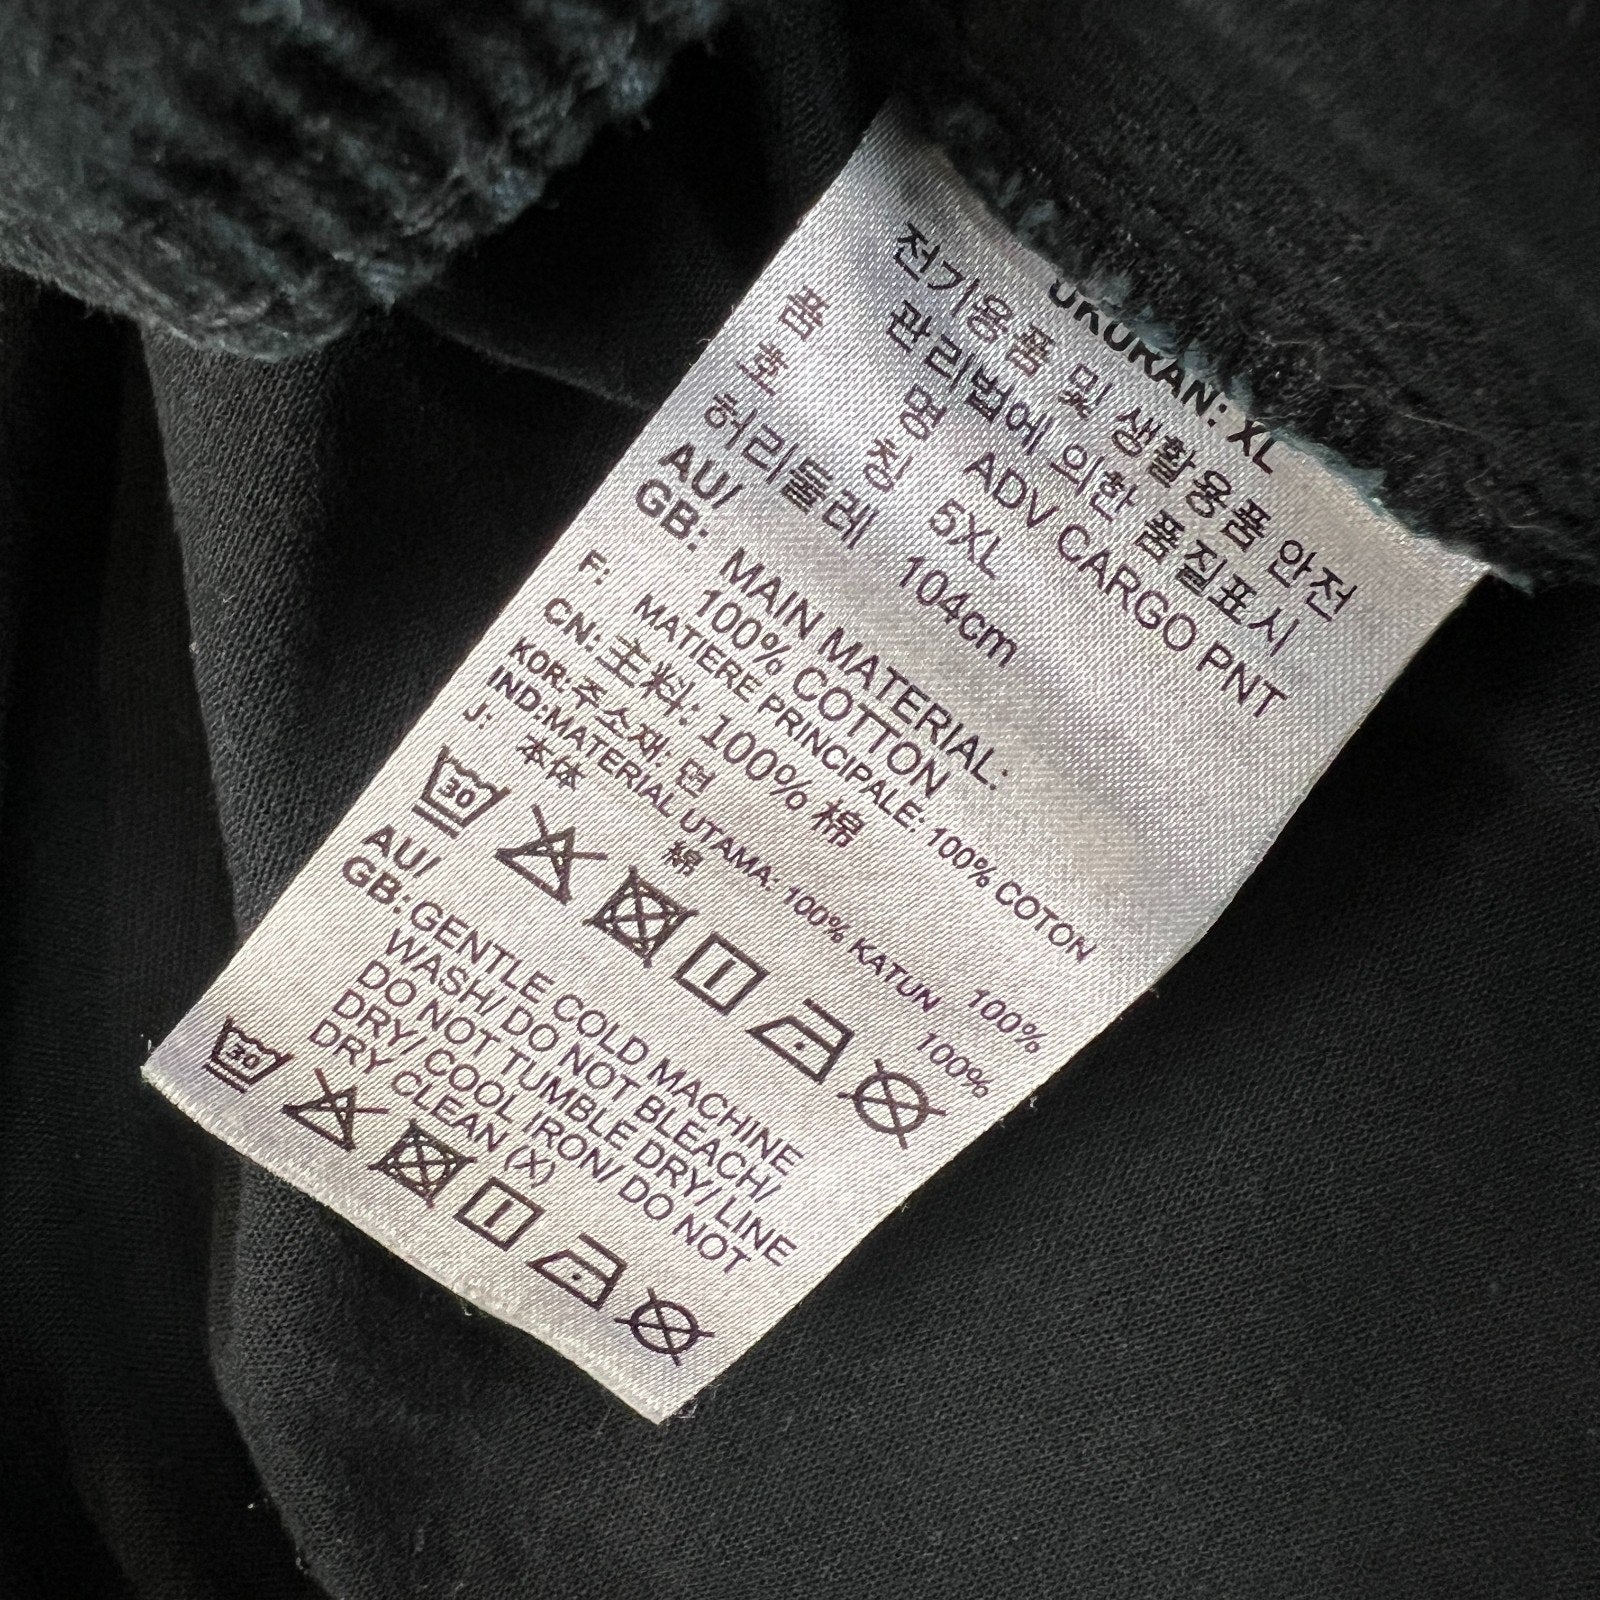 UKURAN: XL
전기용품 및 생활용품 안전
관리법에 의한 품질표시
품 명 ADV CARGO PNT
호 칭 5XL
허리둘레 104cm
AU/
GB: MAIN MATERIAL:
100% COTTON
F: MATIERE PRINCIPALE: 100% COTON
CN: 主料: 100% 棉
KOR: 주소재: 면 100%
IND:MATERIAL UTAMA: 100% KATUN
J: 本体 綿 100%
30
AU/
GB: GENTLE COLD MACHINE
WASH/ DO NOT BLEACH/
DO NOT TUMBLE DRY/ LINE
DRY/ COOL IRON/ DO NOT
DRY CLEAN (X)
30